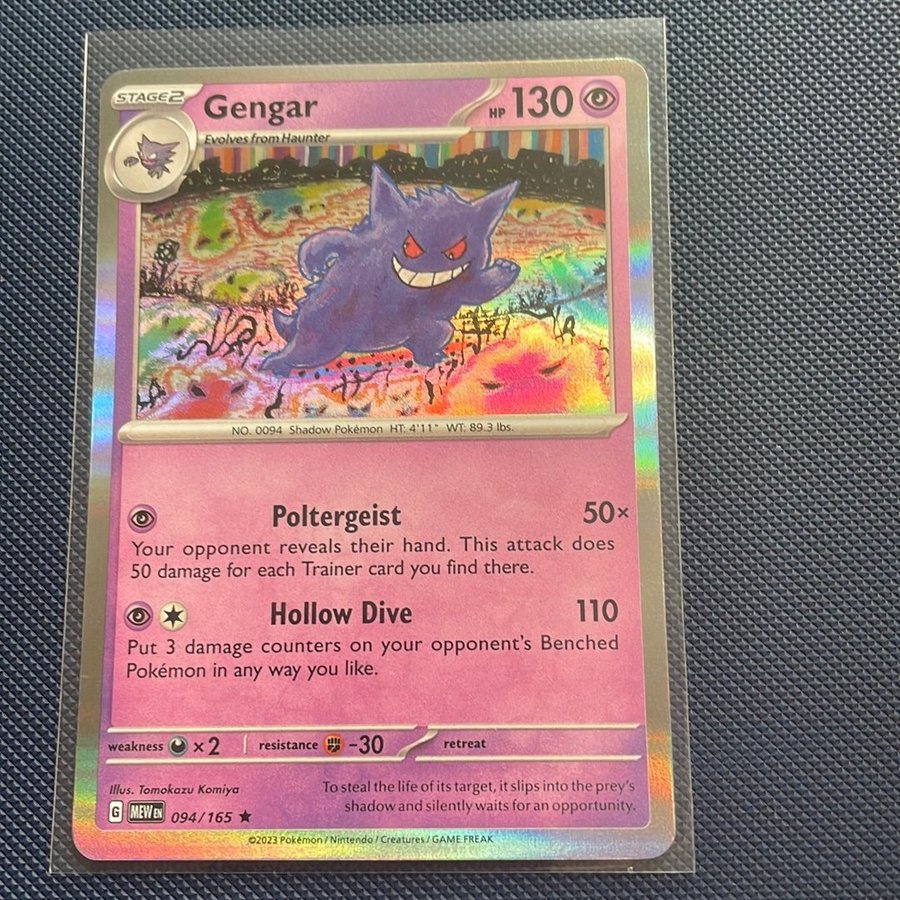 STAGE2 Gengar HP 130
Evolves from Haunter
NO. 0094 Shadow Pokémon HT: 4'11" WT: 89.3 lbs.
Poltergeist 50×
Your opponent reveals their hand. This attack does
50 damage for each Trainer card you find there.
Hollow Dive 110
Put 3 damage counters on your opponent's Benched
Pokémon in any way you like.
weakness ×2 resistance -30 retreat
Illus. Tomokazu Komiya
To steal the life of its target, it slips into the prey's
shadow and silently waits for an opportunity.
G MEW EN 094/165 ★
©2023 Pokémon / Nintendo / Creatures / GAME FREAK